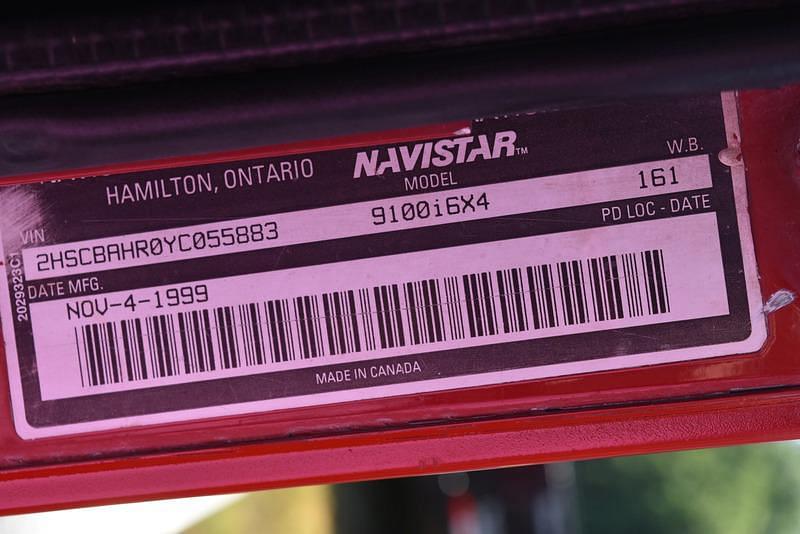 HAMILTON, ONTARIO NAVISTAR™ W.B.
MODEL
VIN 2HSCBAHR0YC055883 9100i6X4 161
DATE MFG. PD LOC - DATE
NOV-4-1999
MADE IN CANADA
2029323C1